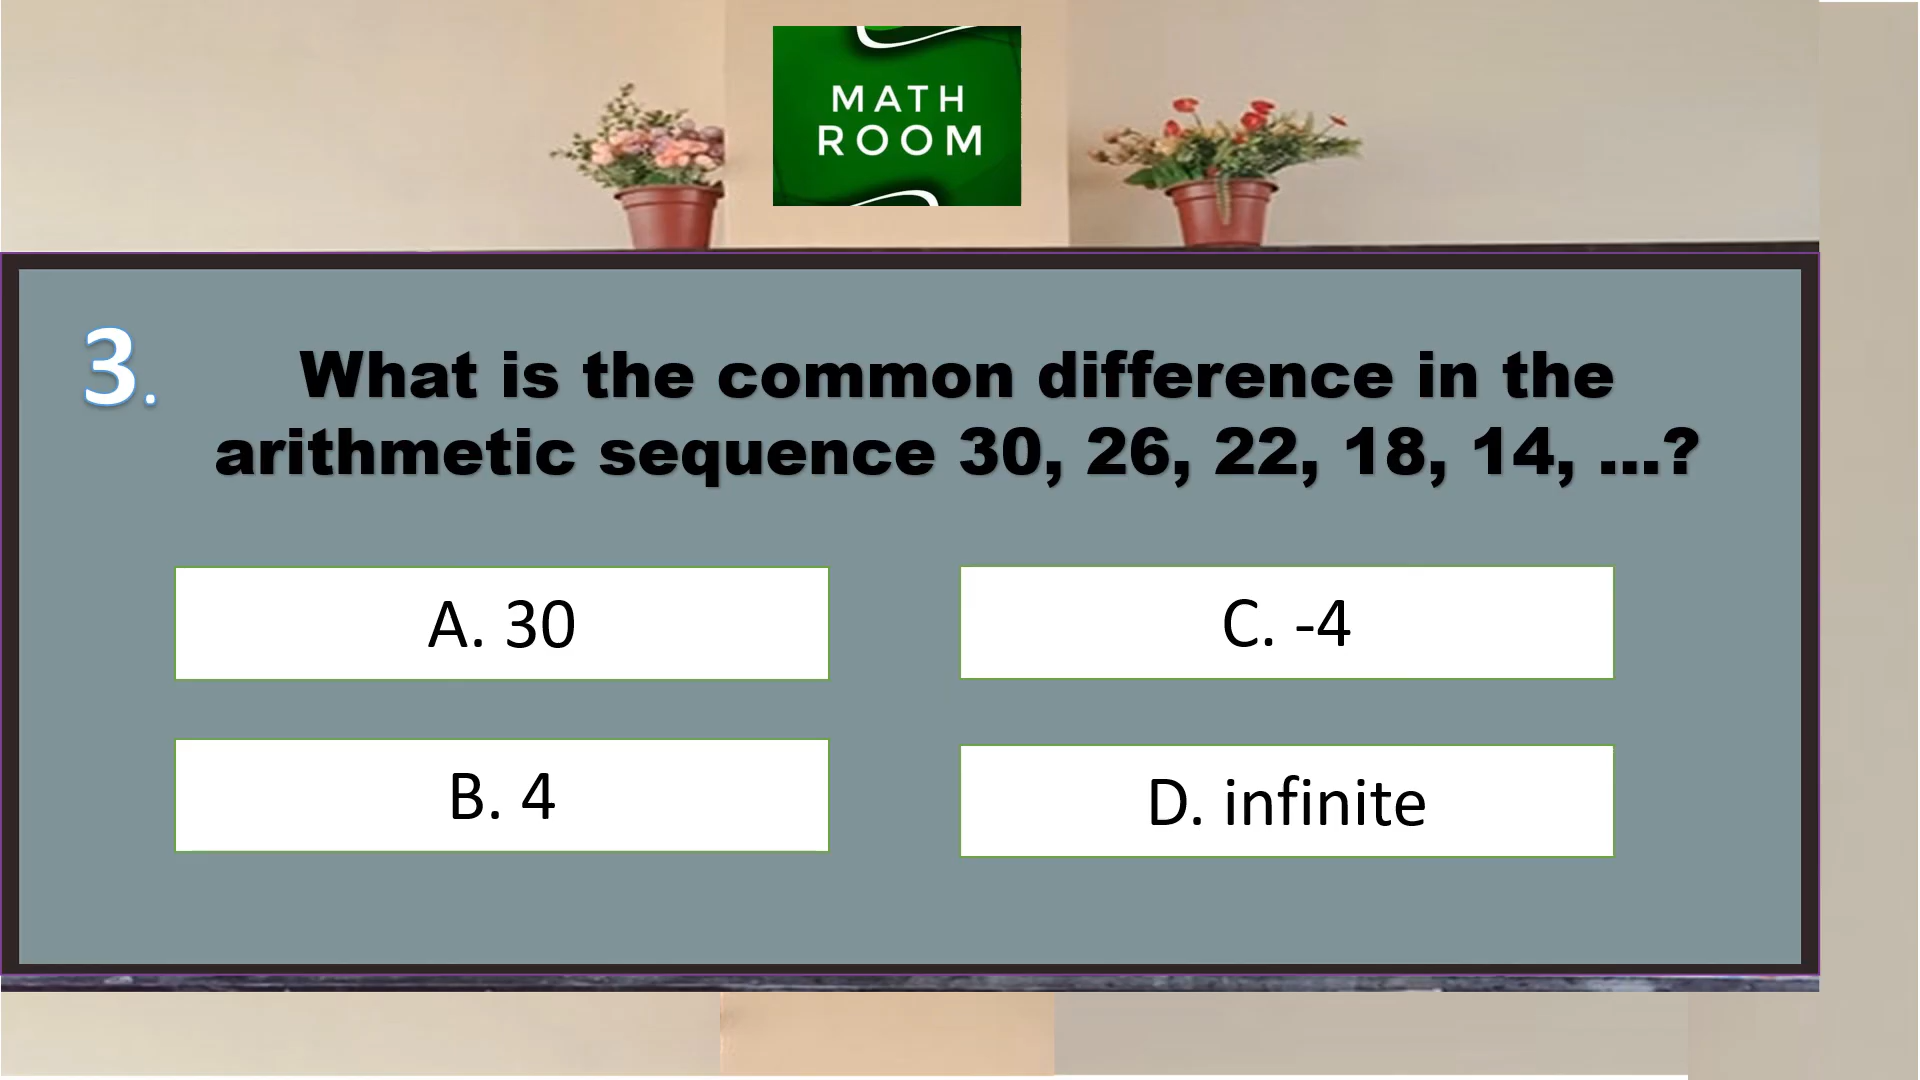 MATH
ROOM
3.
What is the common difference in the
arithmetic sequence 30, 26, 22, 18, 14, …?
A. 30
C. -4
B. 4
D. infinite